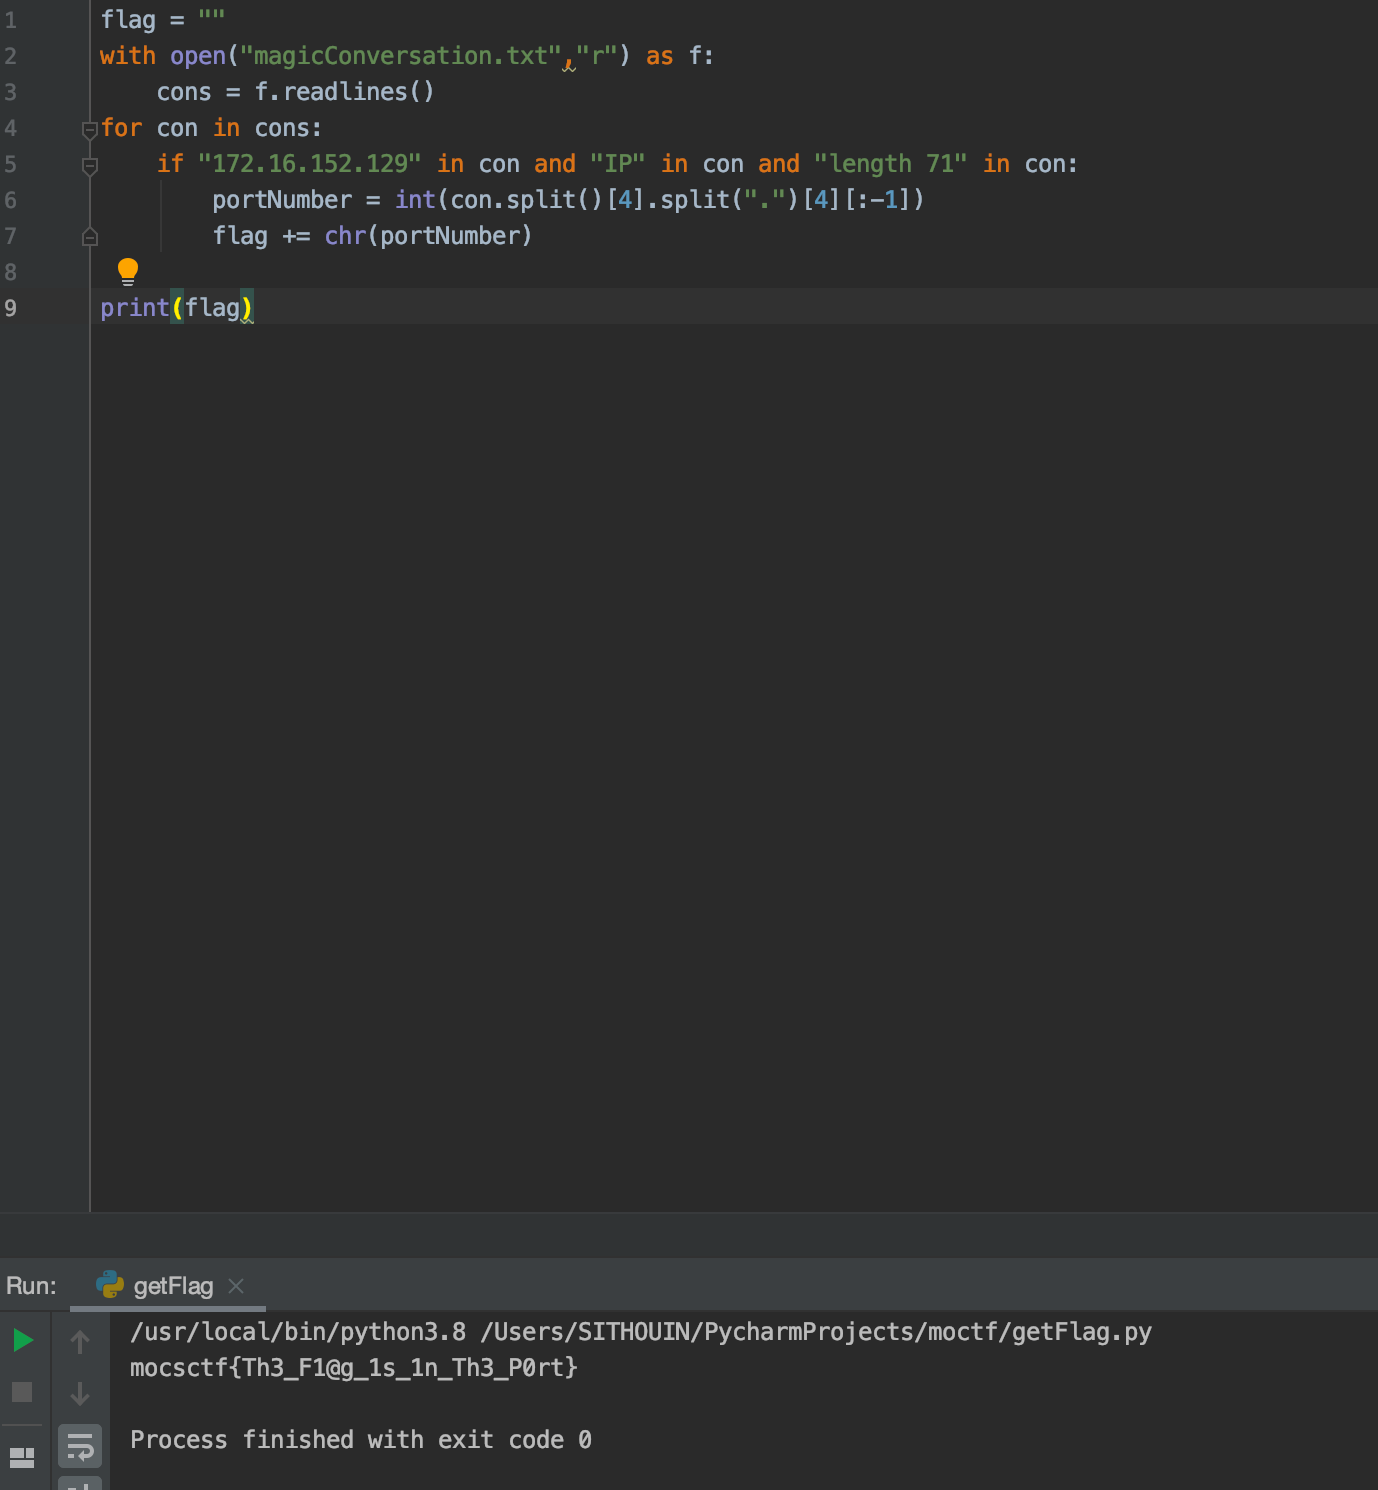 1 flag = ""
2 with open("magicConversation.txt","r") as f:
3     cons = f.readlines()
4 for con in cons:
5     if "172.16.152.129" in con and "IP" in con and "length 71" in con:
6         portNumber = int(con.split()[4].split(".")[4][:-1])
7         flag += chr(portNumber)
8
9 print(flag)
Run: getFlag
/usr/local/bin/python3.8 /Users/SITHOUIN/PycharmProjects/moctf/getFlag.py
mocsctf{Th3_F1@g_1s_1n_Th3_P0rt}
Process finished with exit code 0